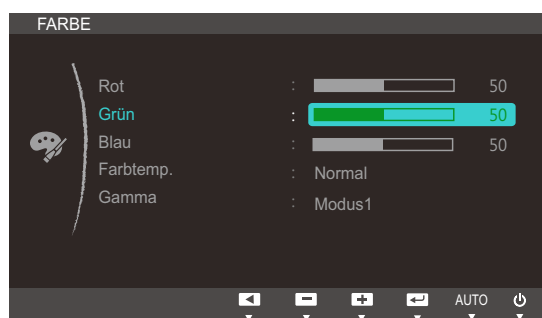 FARBE
Rot : 50
Grün : 50
Blau : 50
Farbtemp. : Normal
Gamma : Modus1
AUTO